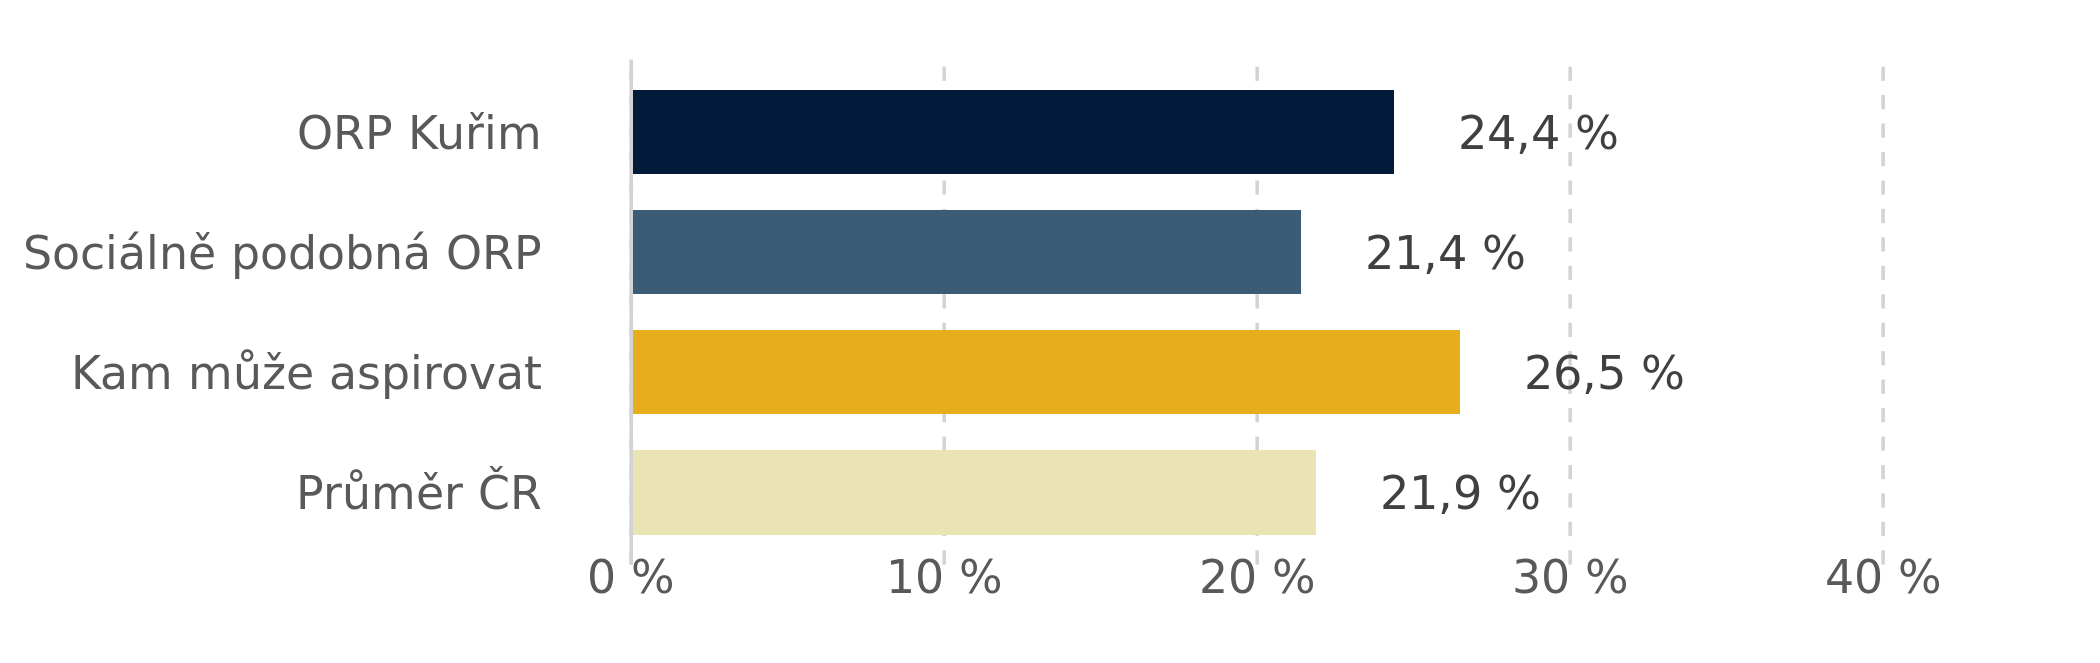 ORP Kuřim 24,4 %
Sociálně podobná ORP 21,4 %
Kam může aspirovat 26,5 %
Průměr ČR 21,9 %
0 % 10 % 20 % 30 % 40 %